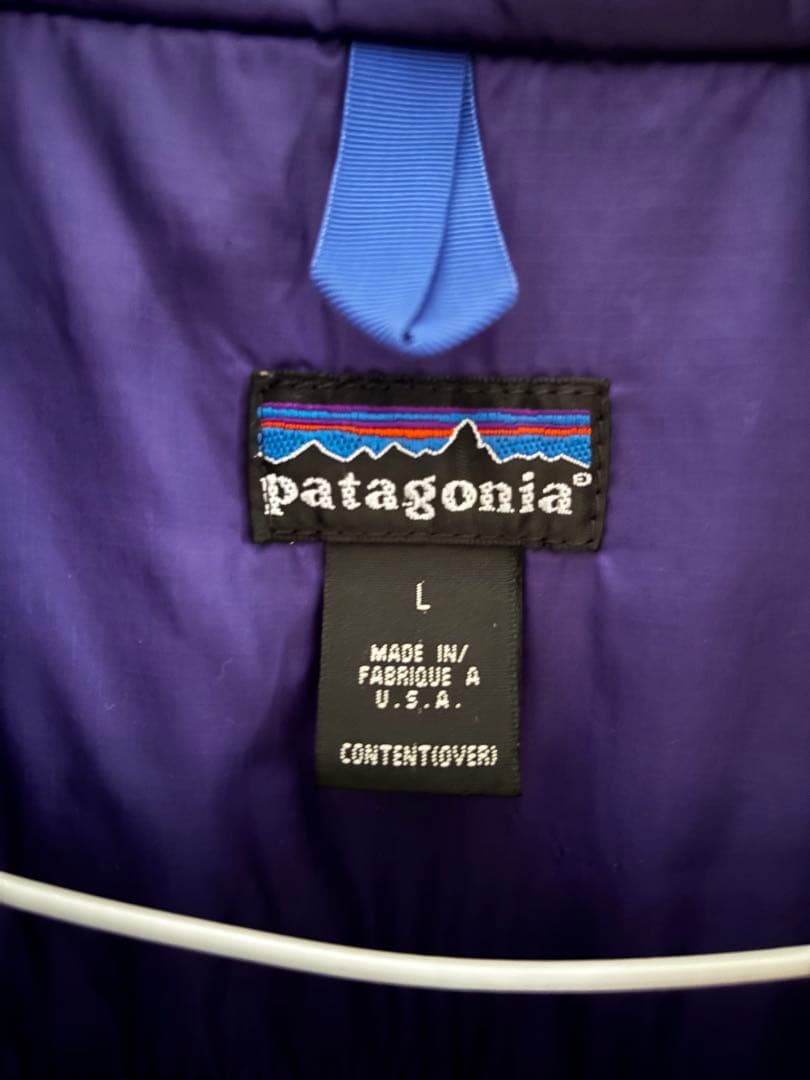 patagonia®
L
MADE IN/
FABRIQUE A
U.S.A.
CONTENT(OVER)